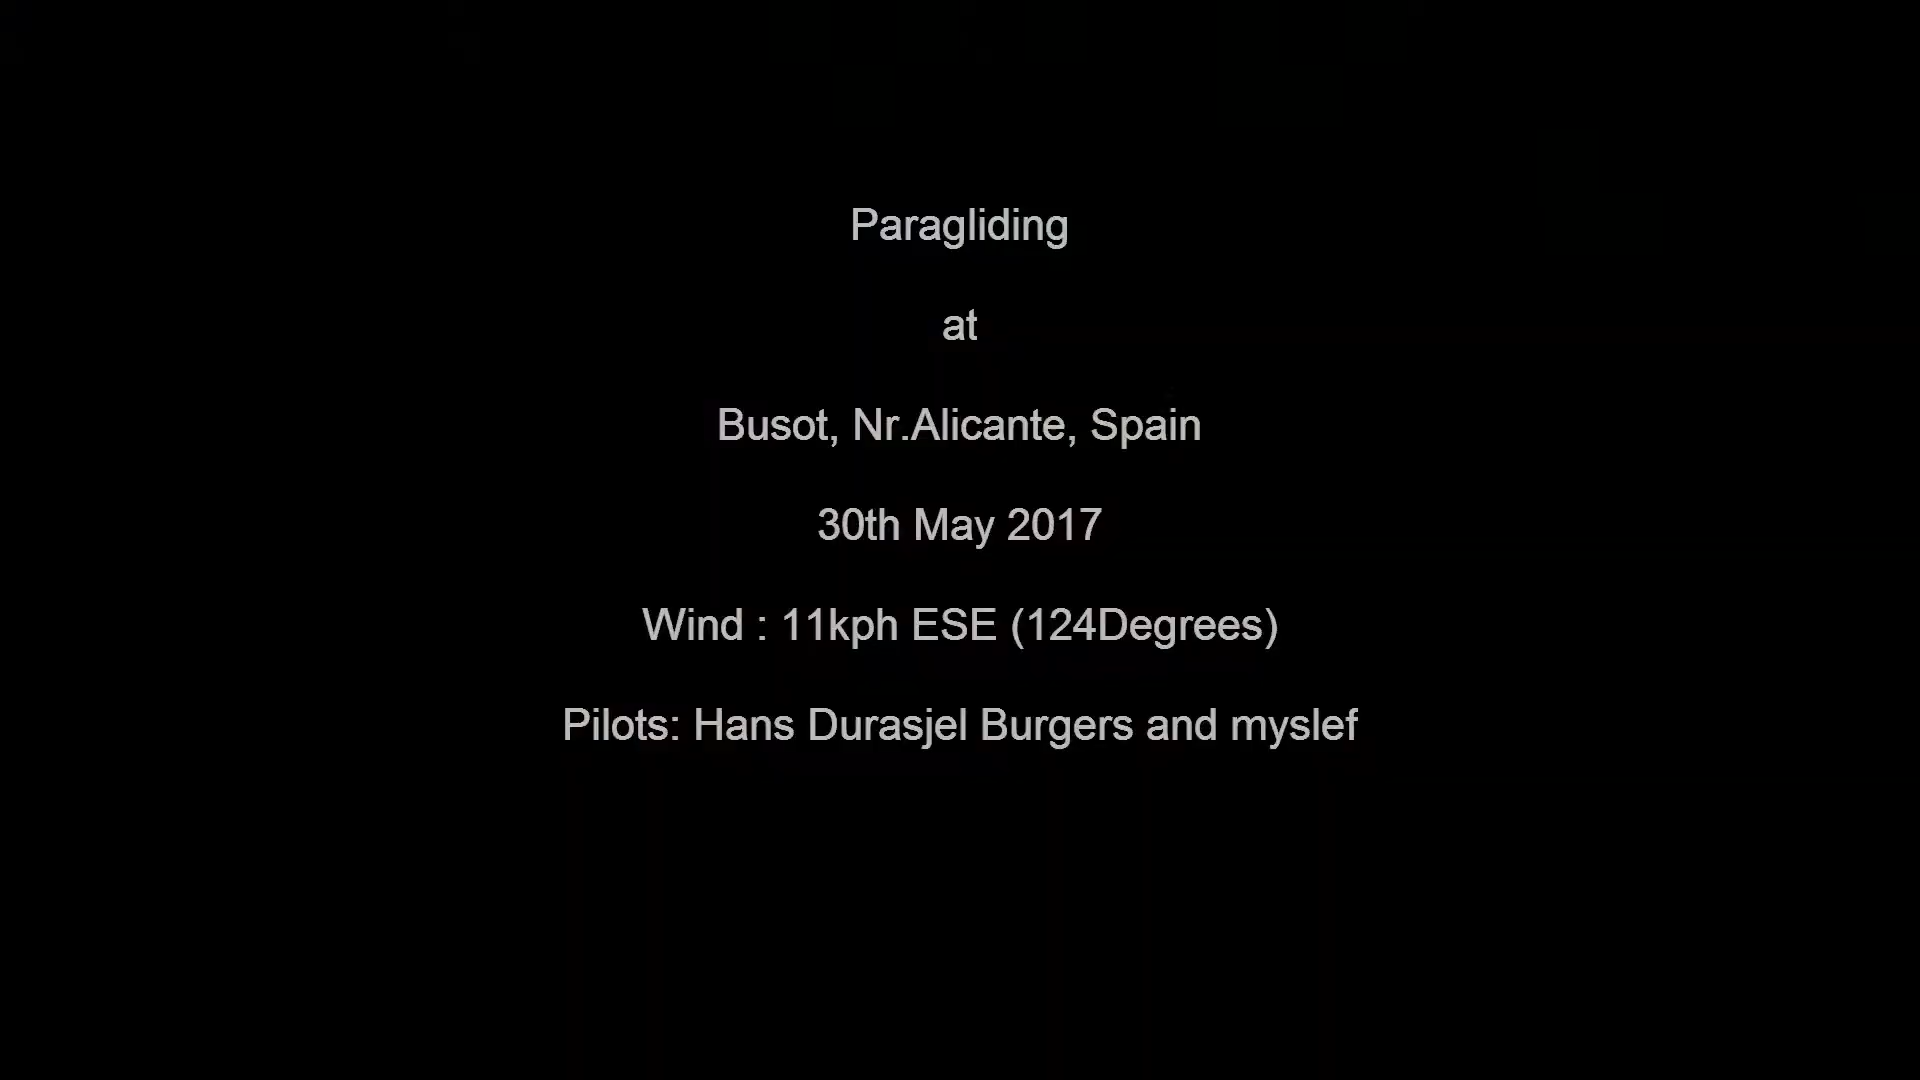 Paragliding
at
Busot, Nr.Alicante, Spain
30th May 2017
Wind : 11kph ESE (124Degrees)
Pilots: Hans Durasjel Burgers and myslef